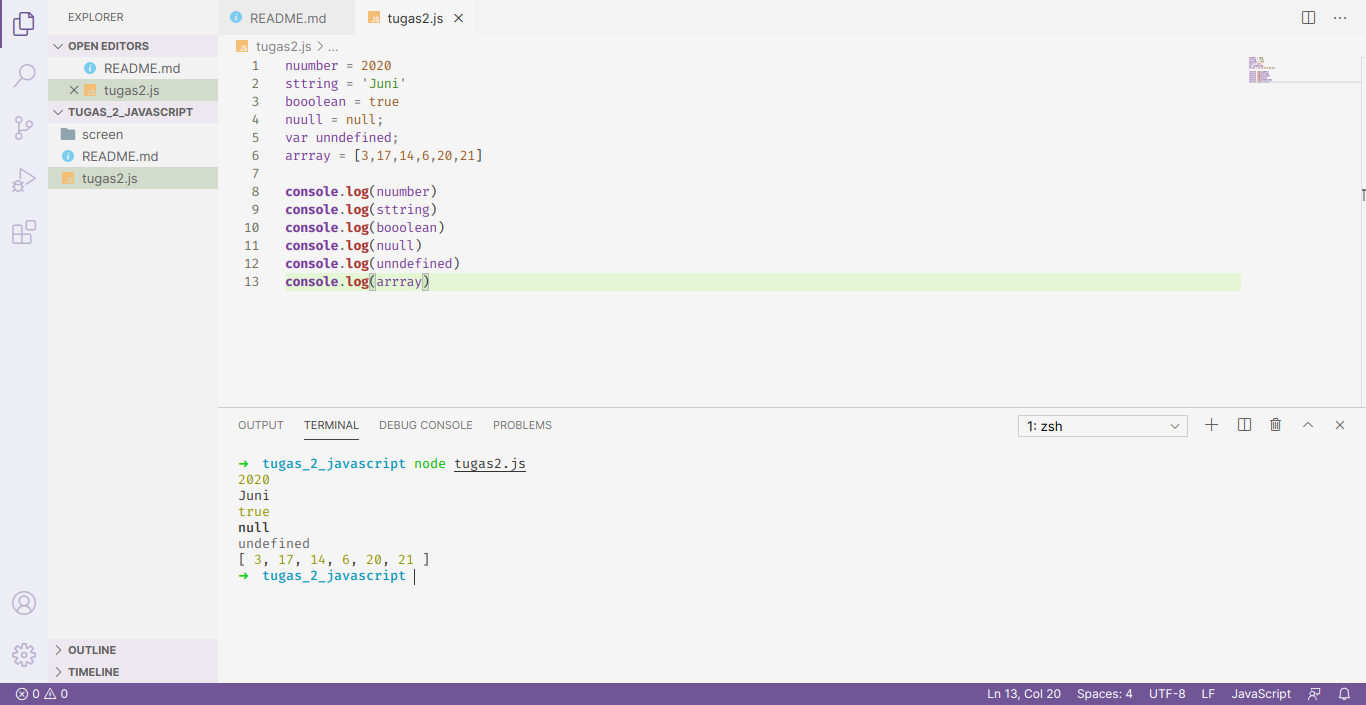 EXPLORER
OPEN EDITORS
README.md
tugas2.js
TUGAS_2_JAVASCRIPT
screen
README.md
tugas2.js
OUTLINE
TIMELINE
README.md
tugas2.js
tugas2.js > ...
1 nuumber = 2020
2 sttring = 'Juni'
3 booolean = true
4 nuull = null;
5 var unndefined;
6 arrray = [3,17,14,6,20,21]
7
8 console.log(nuumber)
9 console.log(sttring)
10 console.log(booolean)
11 console.log(nuull)
12 console.log(unndefined)
13 console.log(arrray)
OUTPUT TERMINAL DEBUG CONSOLE PROBLEMS
1: zsh
➜ tugas_2_javascript node tugas2.js
2020
Juni
true
null
undefined
[ 3, 17, 14, 6, 20, 21 ]
➜ tugas_2_javascript
0 0 Ln 13, Col 20 Spaces: 4 UTF-8 LF JavaScript